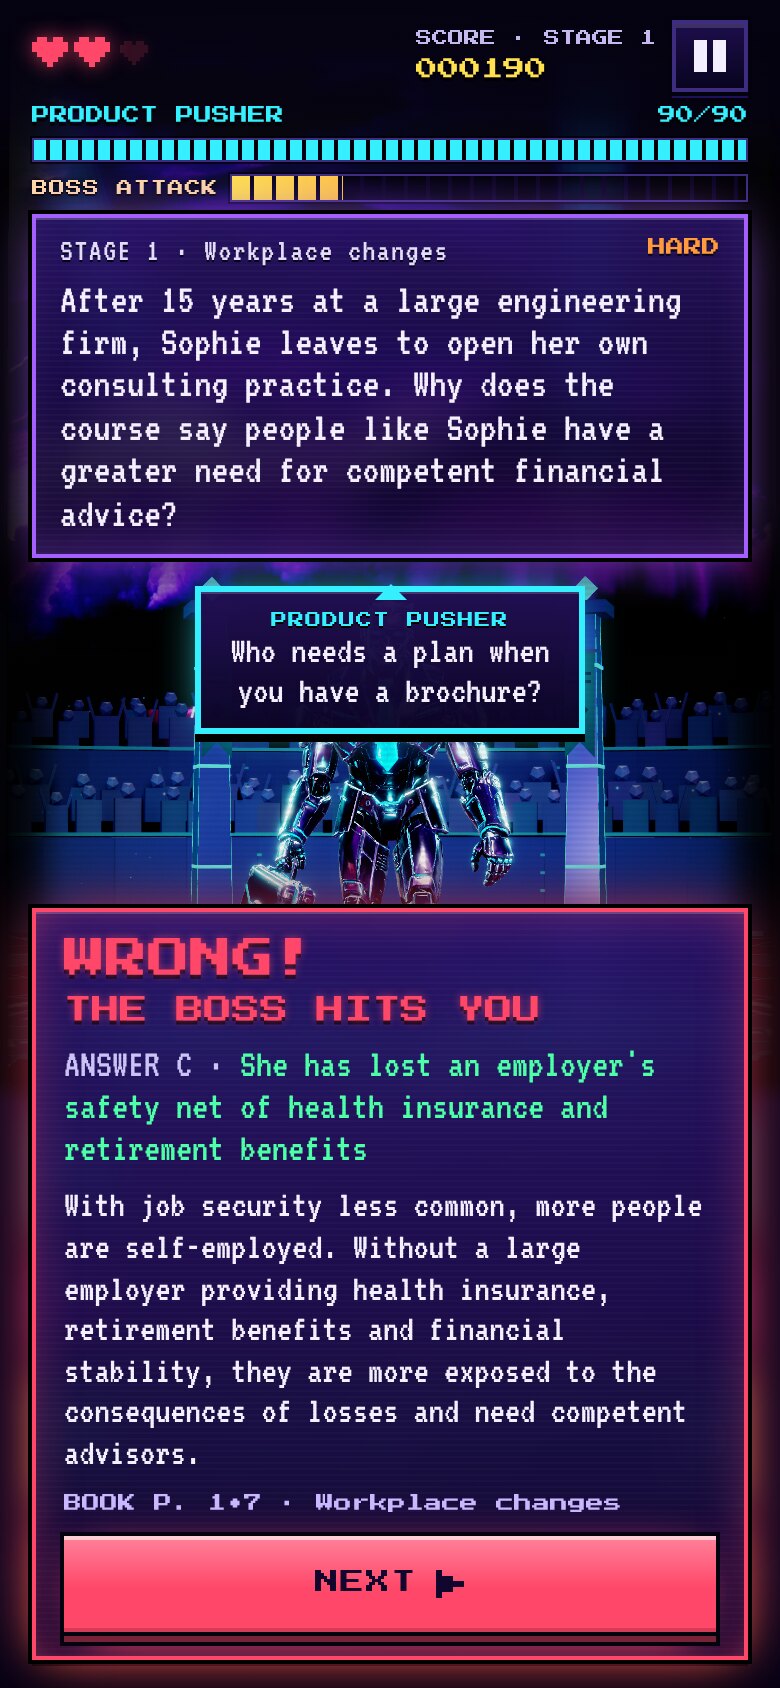 SCORE · STAGE 1
000190
PRODUCT PUSHER 90/90
BOSS ATTACK
STAGE 1 · Workplace changes HARD
After 15 years at a large engineering
firm, Sophie leaves to open her own
consulting practice. Why does the
course say people like Sophie have a
greater need for competent financial
advice?
PRODUCT PUSHER
Who needs a plan when
you have a brochure?
WRONG!
THE BOSS HITS YOU
ANSWER C · She has lost an employer's
safety net of health insurance and
retirement benefits
With job security less common, more people
are self-employed. Without a large
employer providing health insurance,
retirement benefits and financial
stability, they are more exposed to the
consequences of losses and need competent
advisors.
BOOK P. 1•7 · Workplace changes
NEXT ▶